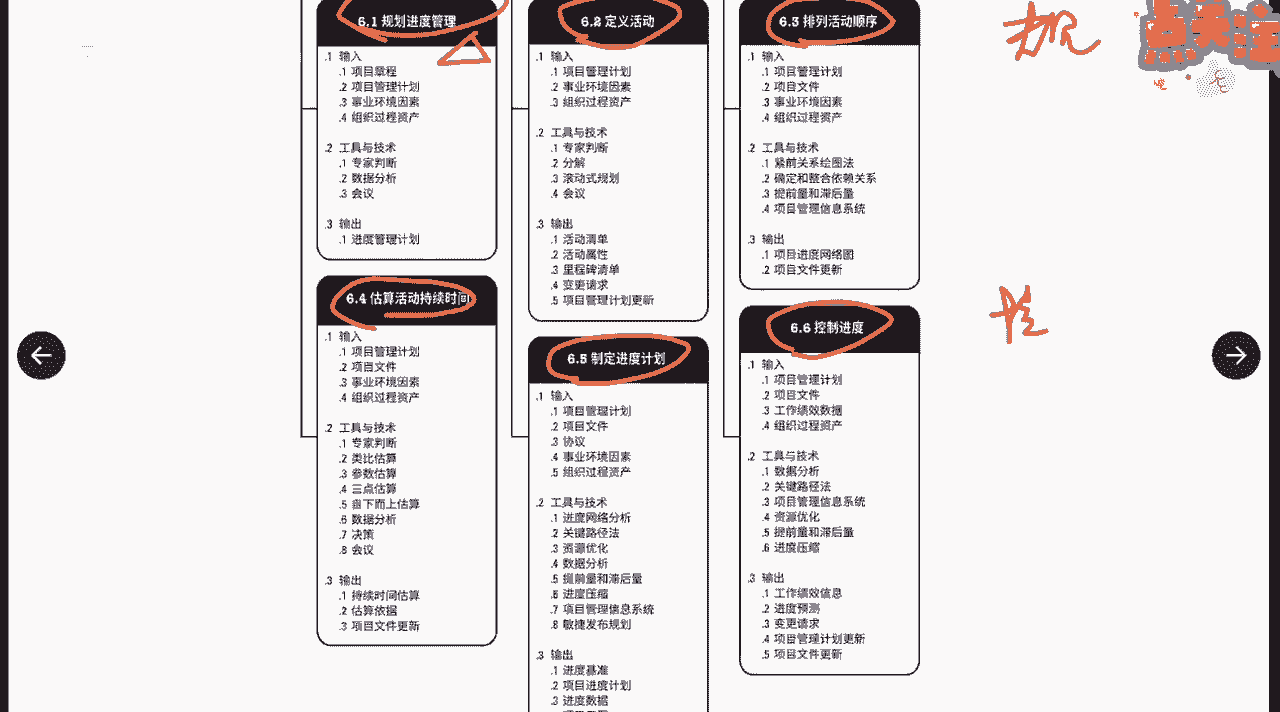 6.1 规划进度管理
.1 输入
.1 项目章程
.2 项目管理计划
.3 事业环境因素
.4 组织过程资产
.2 工具与技术
.1 专家判断
.2 数据分析
.3 会议
.3 输出
.1 进度管理计划
6.2 定义活动
.1 输入
.1 项目管理计划
.2 事业环境因素
.3 组织过程资产
.2 工具与技术
.1 专家判断
.2 分解
.3 滚动式规划
.4 会议
.3 输出
.1 活动清单
.2 活动属性
.3 里程碑清单
.4 变更请求
.5 项目管理计划更新
6.3 排列活动顺序
.1 输入
.1 项目管理计划
.2 项目文件
.3 事业环境因素
.4 组织过程资产
.2 工具与技术
.1 紧前关系绘图法
.2 确定和整合依赖关系
.3 提前量和滞后量
.4 项目管理信息系统
.3 输出
.1 项目进度网络图
.2 项目文件更新
6.4 估算活动持续时间
.1 输入
.1 项目管理计划
.2 项目文件
.3 事业环境因素
.4 组织过程资产
.2 工具与技术
.1 专家判断
.2 类比估算
.3 参数估算
.4 三点估算
.5 自下而上估算
.6 数据分析
.7 决策
.8 会议
.3 输出
.1 持续时间估算
.2 估算依据
.3 项目文件更新
6.5 制定进度计划
.1 输入
.1 项目管理计划
.2 项目文件
.3 协议
.4 事业环境因素
.5 组织过程资产
.2 工具与技术
.1 进度网络分析
.2 关键路径法
.3 资源优化
.4 数据分析
.5 提前量和滞后量
.6 进度压缩
.7 项目管理信息系统
.8 敏捷发布规划
.3 输出
.1 进度基准
.2 项目进度计划
.3 进度数据
6.6 控制进度
.1 输入
.1 项目管理计划
.2 项目文件
.3 工作绩效数据
.4 组织过程资产
.2 工具与技术
.1 数据分析
.2 关键路径法
.3 项目管理信息系统
.4 资源优化
.5 提前量和滞后量
.6 进度压缩
.3 输出
.1 工作绩效信息
.2 进度预测
.3 变更请求
.4 项目管理计划更新
.5 项目文件更新
点关注